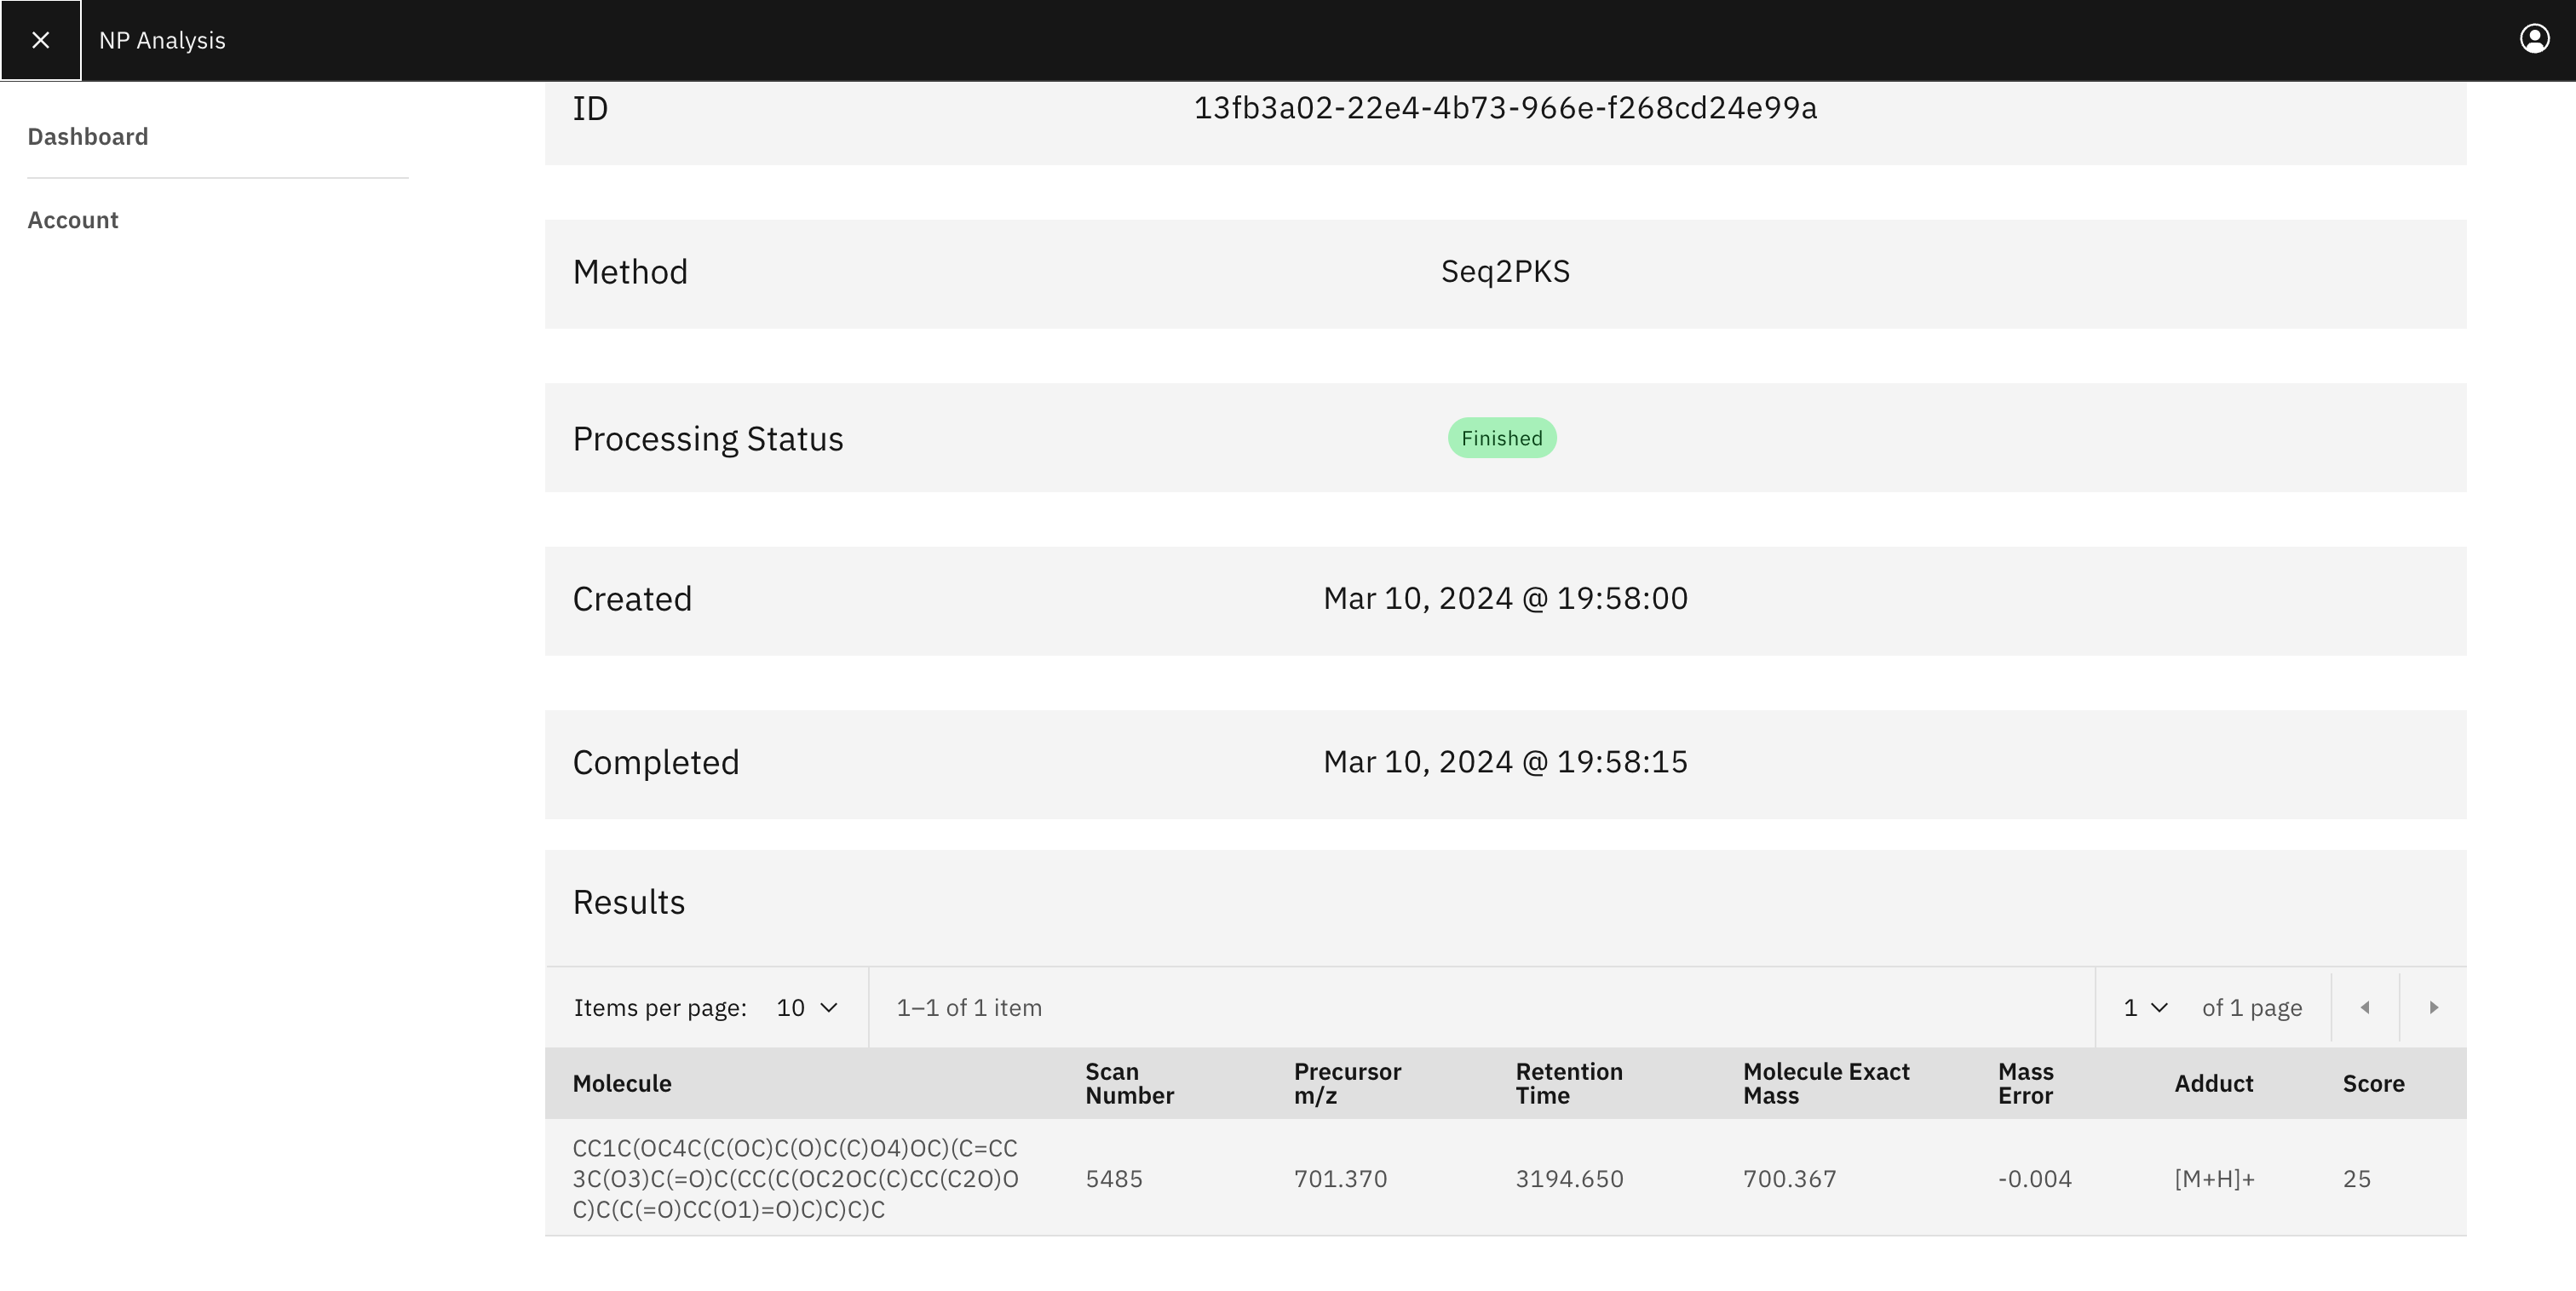 NP Analysis
Dashboard
Account
ID 13fb3a02-22e4-4b73-966e-f268cd24e99a
Method Seq2PKS
Processing Status Finished
Created Mar 10, 2024 @ 19:58:00
Completed Mar 10, 2024 @ 19:58:15
Results
Items per page: 10 1–1 of 1 item 1 of 1 page
Molecule Scan Number Precursor m/z Retention Time Molecule Exact Mass Mass Error Adduct Score
CC1C(OC4C(C(OC)C(O)C(C)O4)OC)(C=CC
3C(O3)C(=O)C(CC(C(OC2OC(C)CC(C2O)O
C)C(C(=O)CC(O1)=O)C)C)C)C
5485 701.370 3194.650 700.367 -0.004 [M+H]+ 25